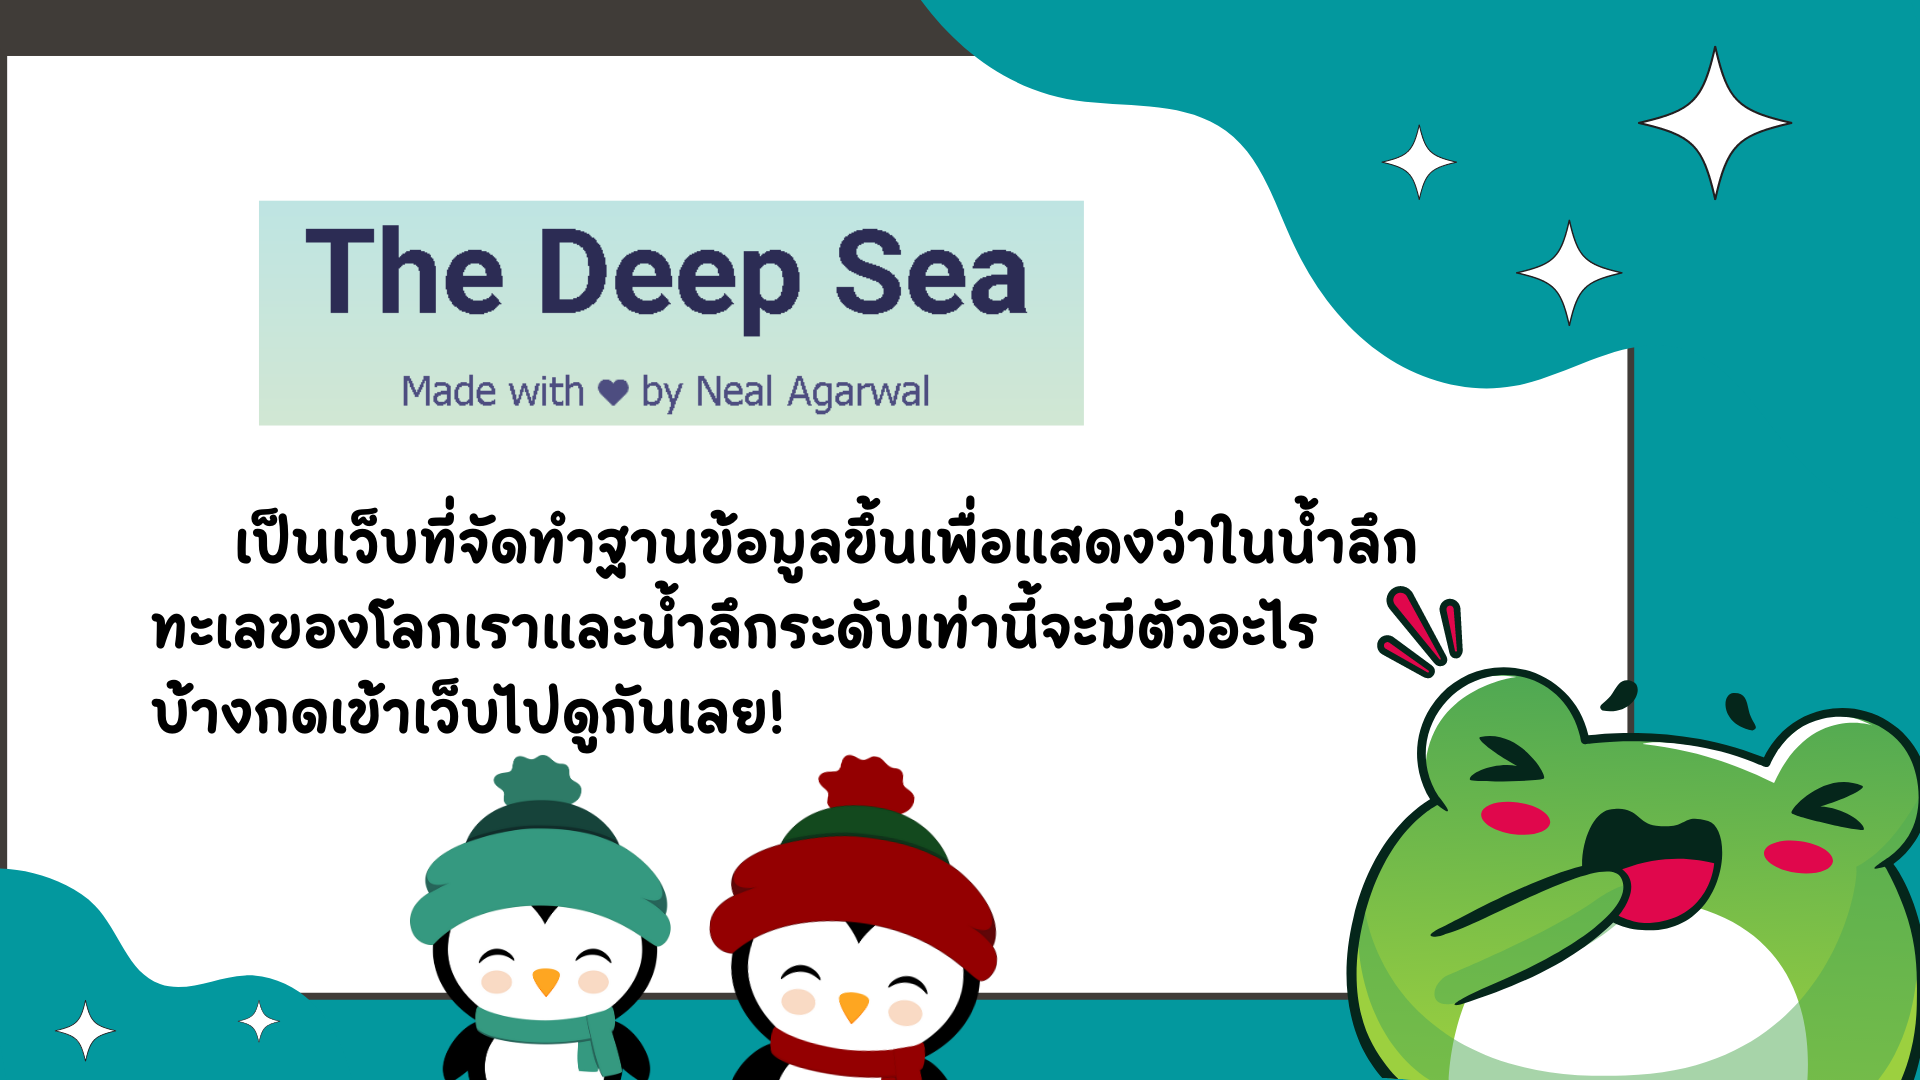 The Deep Sea
Made with ♥ by Neal Agarwal
เป็นเว็บที่จัดทำฐานข้อมูลขึ้นเพื่อแสดงว่าในน้ำลึก
ทะเลของโลกเราและน้ำลึกระดับเท่านี้จะมีตัวอะไร
บ้างกดเข้าเว็บไปดูกันเลย!